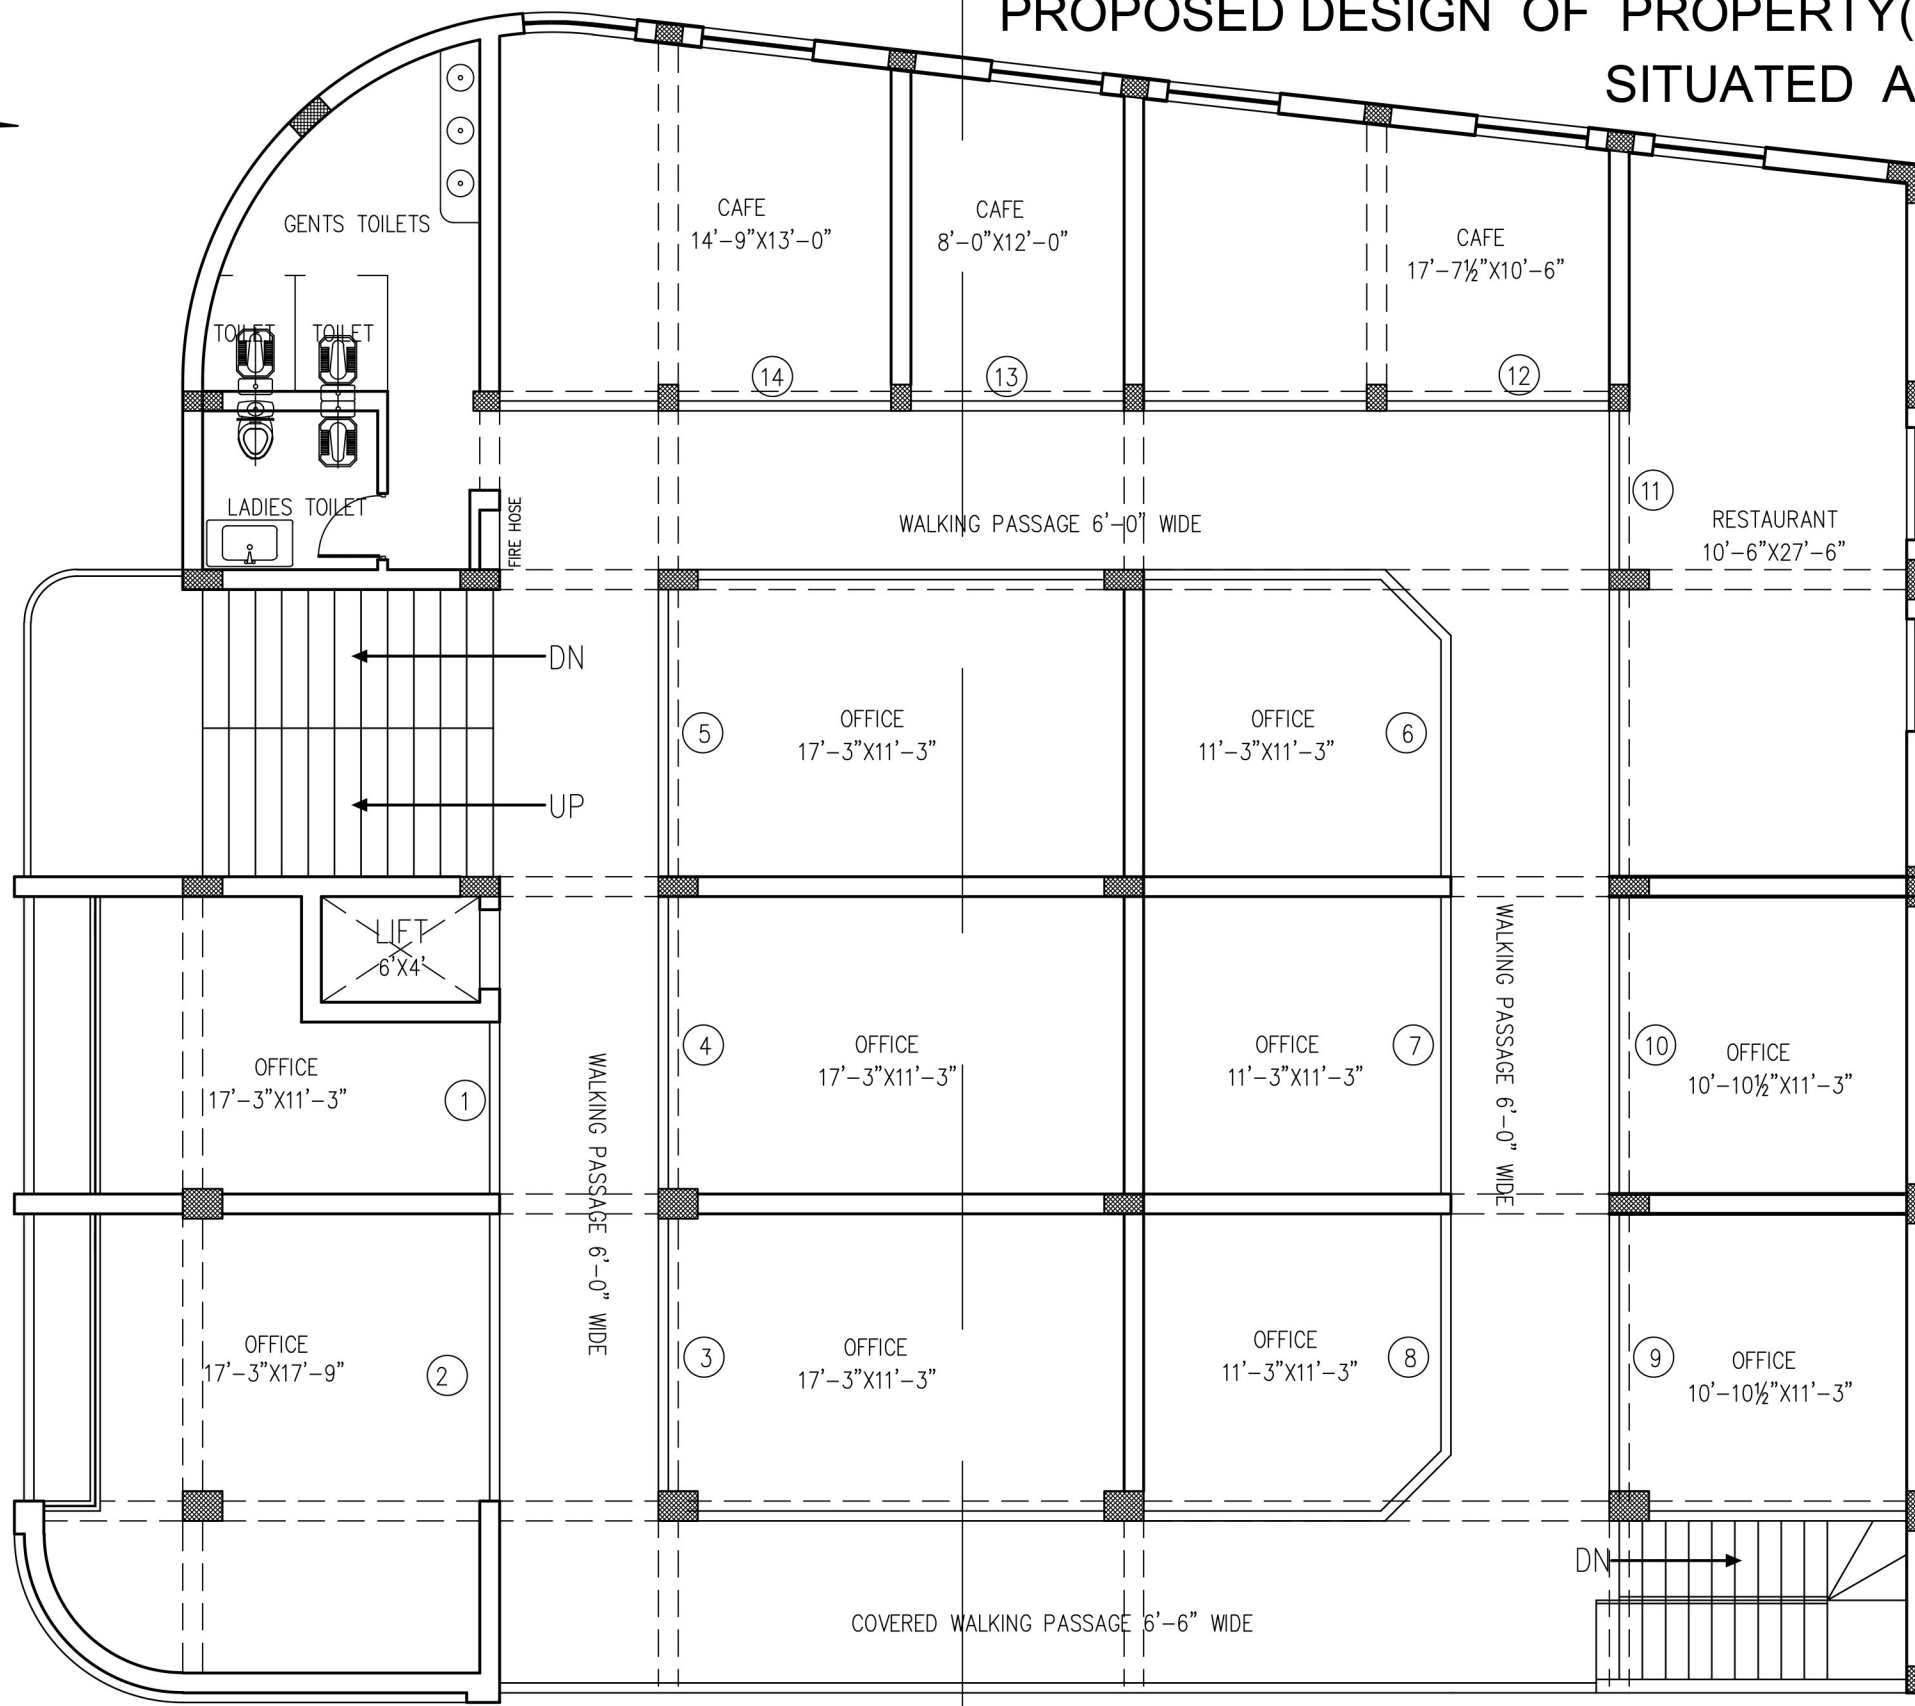 PROPOSED DESIGN OF PROPERTY(
SITUATED A
GENTS TOILETS
CAFE
14'-9"X13'-0"
CAFE
8'-0"X12'-0"
CAFE
17'-7½"X10'-6"
TOILET
TOILET
14
13
12
LADIES TOILET
FIRE HOSE
WALKING PASSAGE 6'-0" WIDE
11
RESTAURANT
10'-6"X27'-6"
DN
UP
5
OFFICE
17'-3"X11'-3"
OFFICE
11'-3"X11'-3"
6
LIFT
6'X4'
OFFICE
17'-3"X11'-3"
1
WALKING PASSAGE 6'-0" WIDE
4
OFFICE
17'-3"X11'-3"
OFFICE
11'-3"X11'-3"
7
WALKING PASSAGE 6'-0" WIDE
10
OFFICE
10'-10½"X11'-3"
OFFICE
17'-3"X17'-9"
2
3
OFFICE
17'-3"X11'-3"
OFFICE
11'-3"X11'-3"
8
9
OFFICE
10'-10½"X11'-3"
DN
COVERED WALKING PASSAGE 6'-6" WIDE